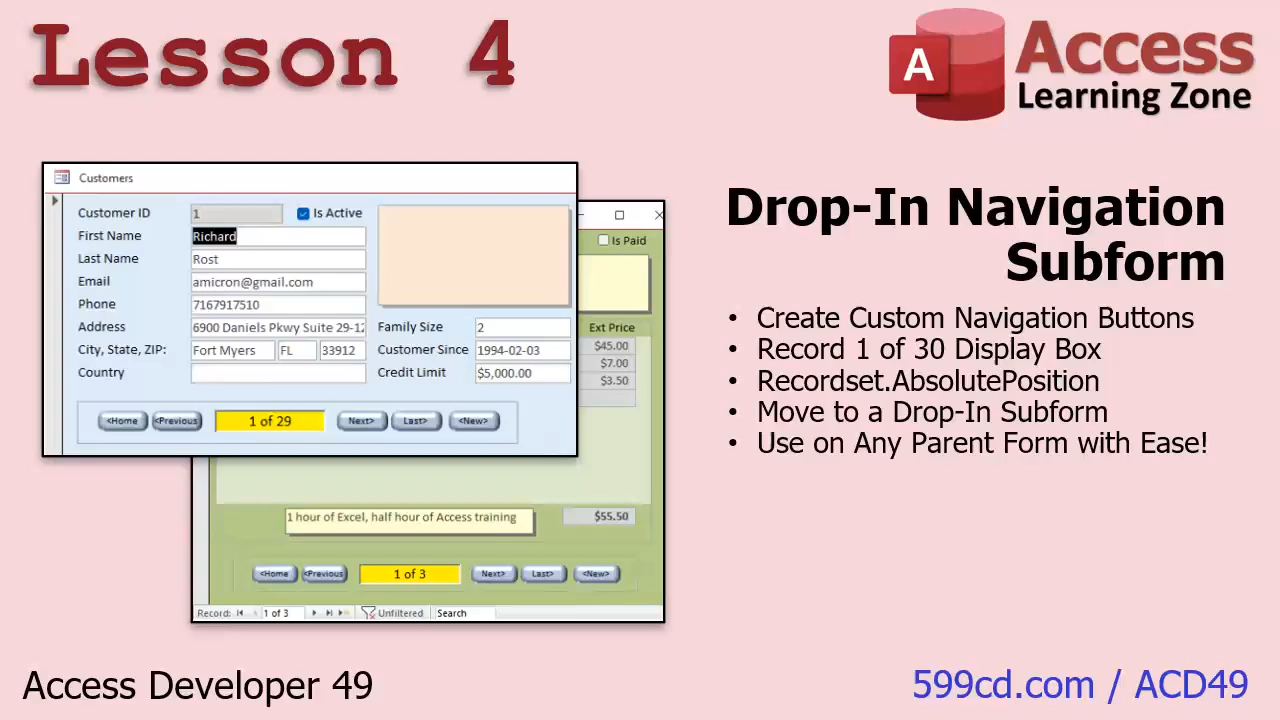 Lesson 4
A
Access
Learning Zone
Customers
Customer ID 1 Is Active
First Name Richard
Last Name Rost
Email amicron@gmail.com
Phone 7167917510
Address 6900 Daniels Pkwy Suite 29-12
City, State, ZIP: Fort Myers FL 33912
Country
Family Size 2
Customer Since 1994-02-03
Credit Limit $5,000.00
<Home <Previous 1 of 29 Next> Last> <New>
Is Paid
Ext Price
$45.00
$7.00
$3.50
1 hour of Excel, half hour of Access training $55.50
<Home <Previous 1 of 3 Next> Last> <New>
Record: 1 of 3 Unfiltered Search
Drop-In Navigation
Subform
• Create Custom Navigation Buttons
• Record 1 of 30 Display Box
• Recordset.AbsolutePosition
• Move to a Drop-In Subform
• Use on Any Parent Form with Ease!
Access Developer 49
599cd.com / ACD49